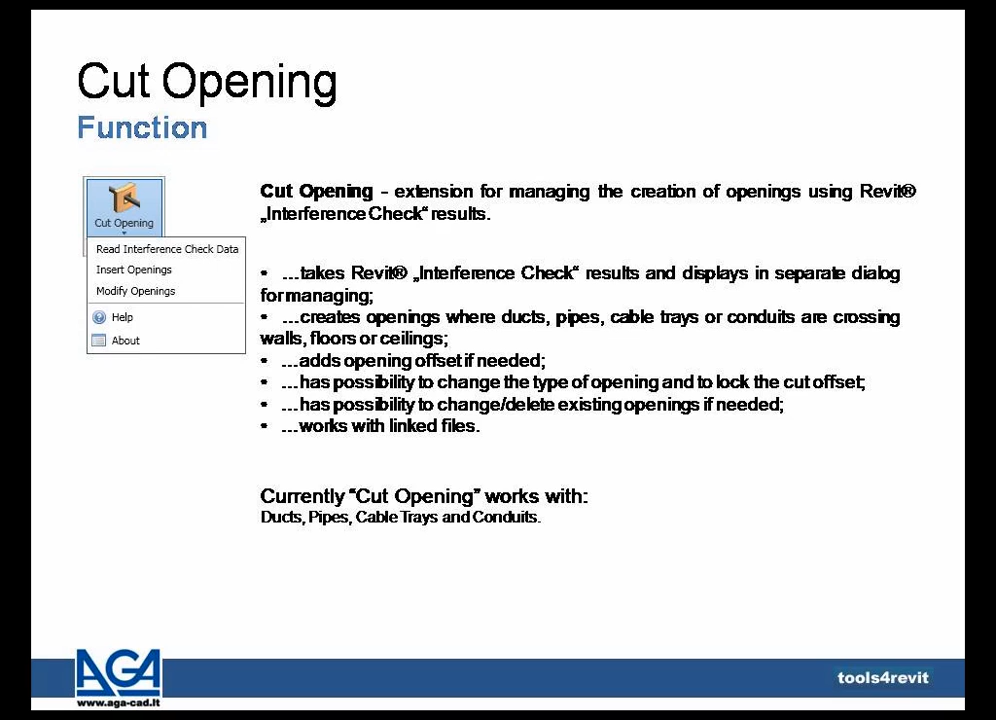 Cut Opening
Function
Cut Opening
Read Interference Check Data
Insert Openings
Modify Openings
Help
About
Cut Opening - extension for managing the creation of openings using Revit®
„Interference Check“ results.
• ...takes Revit® „Interference Check“ results and displays in separate dialog
for managing;
• ...creates openings where ducts, pipes, cable trays or conduits are crossing
walls, floors or ceilings;
• ...adds opening offset if needed;
• ...has possibility to change the type of opening and to lock the cut offset;
• ...has possibility to change/delete existing openings if needed;
• ...works with linked files.
Currently “Cut Opening” works with:
Ducts, Pipes, Cable Trays and Conduits.
AGA
www.aga-cad.lt
tools4revit